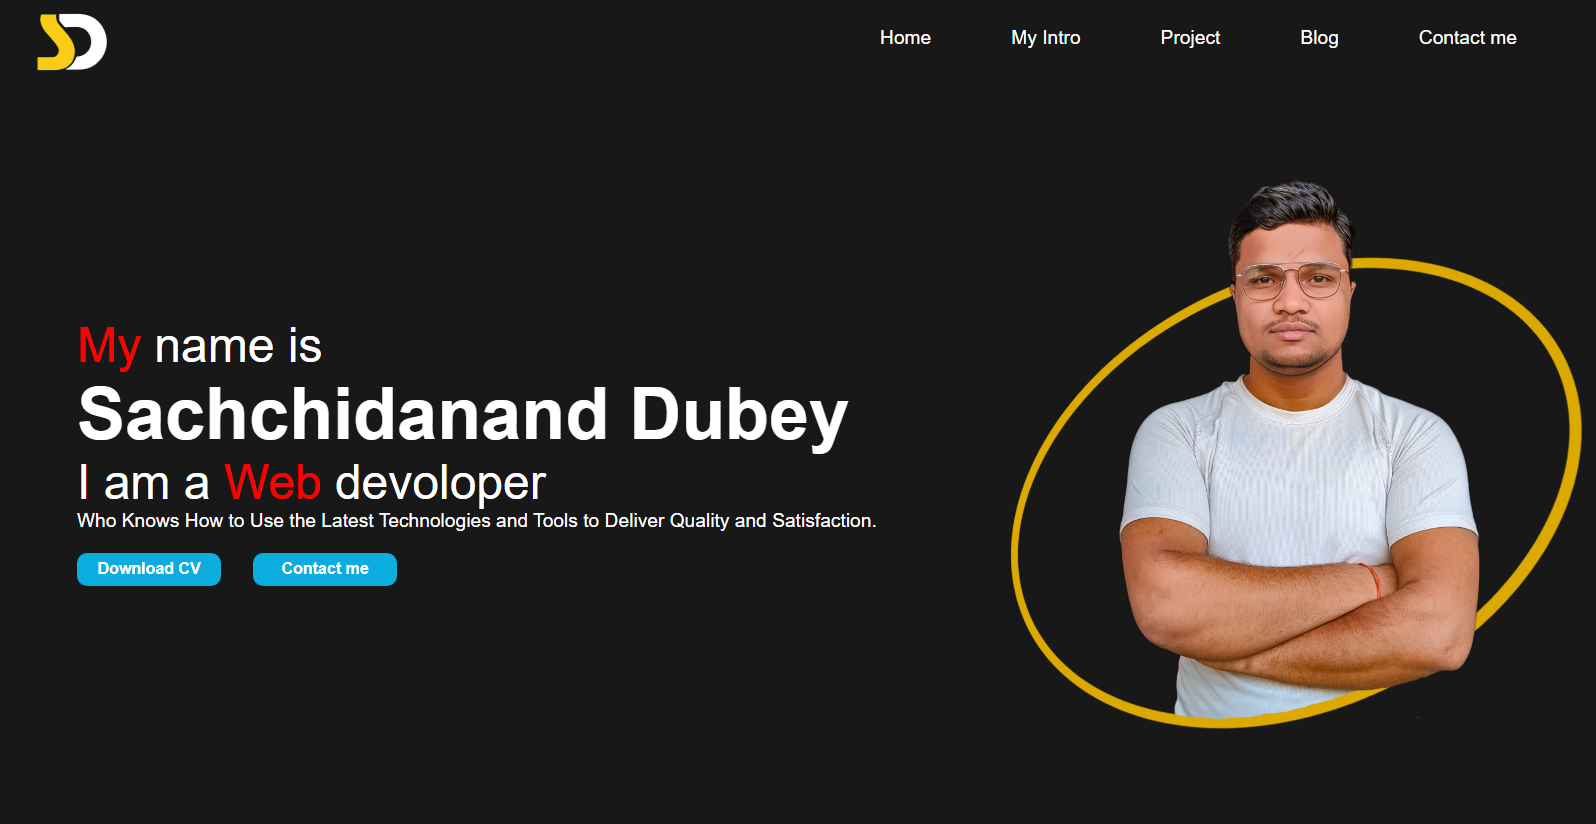 SD
Home My Intro Project Blog Contact me
My name is
Sachchidanand Dubey
I am a Web devoloper
Who Knows How to Use the Latest Technologies and Tools to Deliver Quality and Satisfaction.
Download CV Contact me